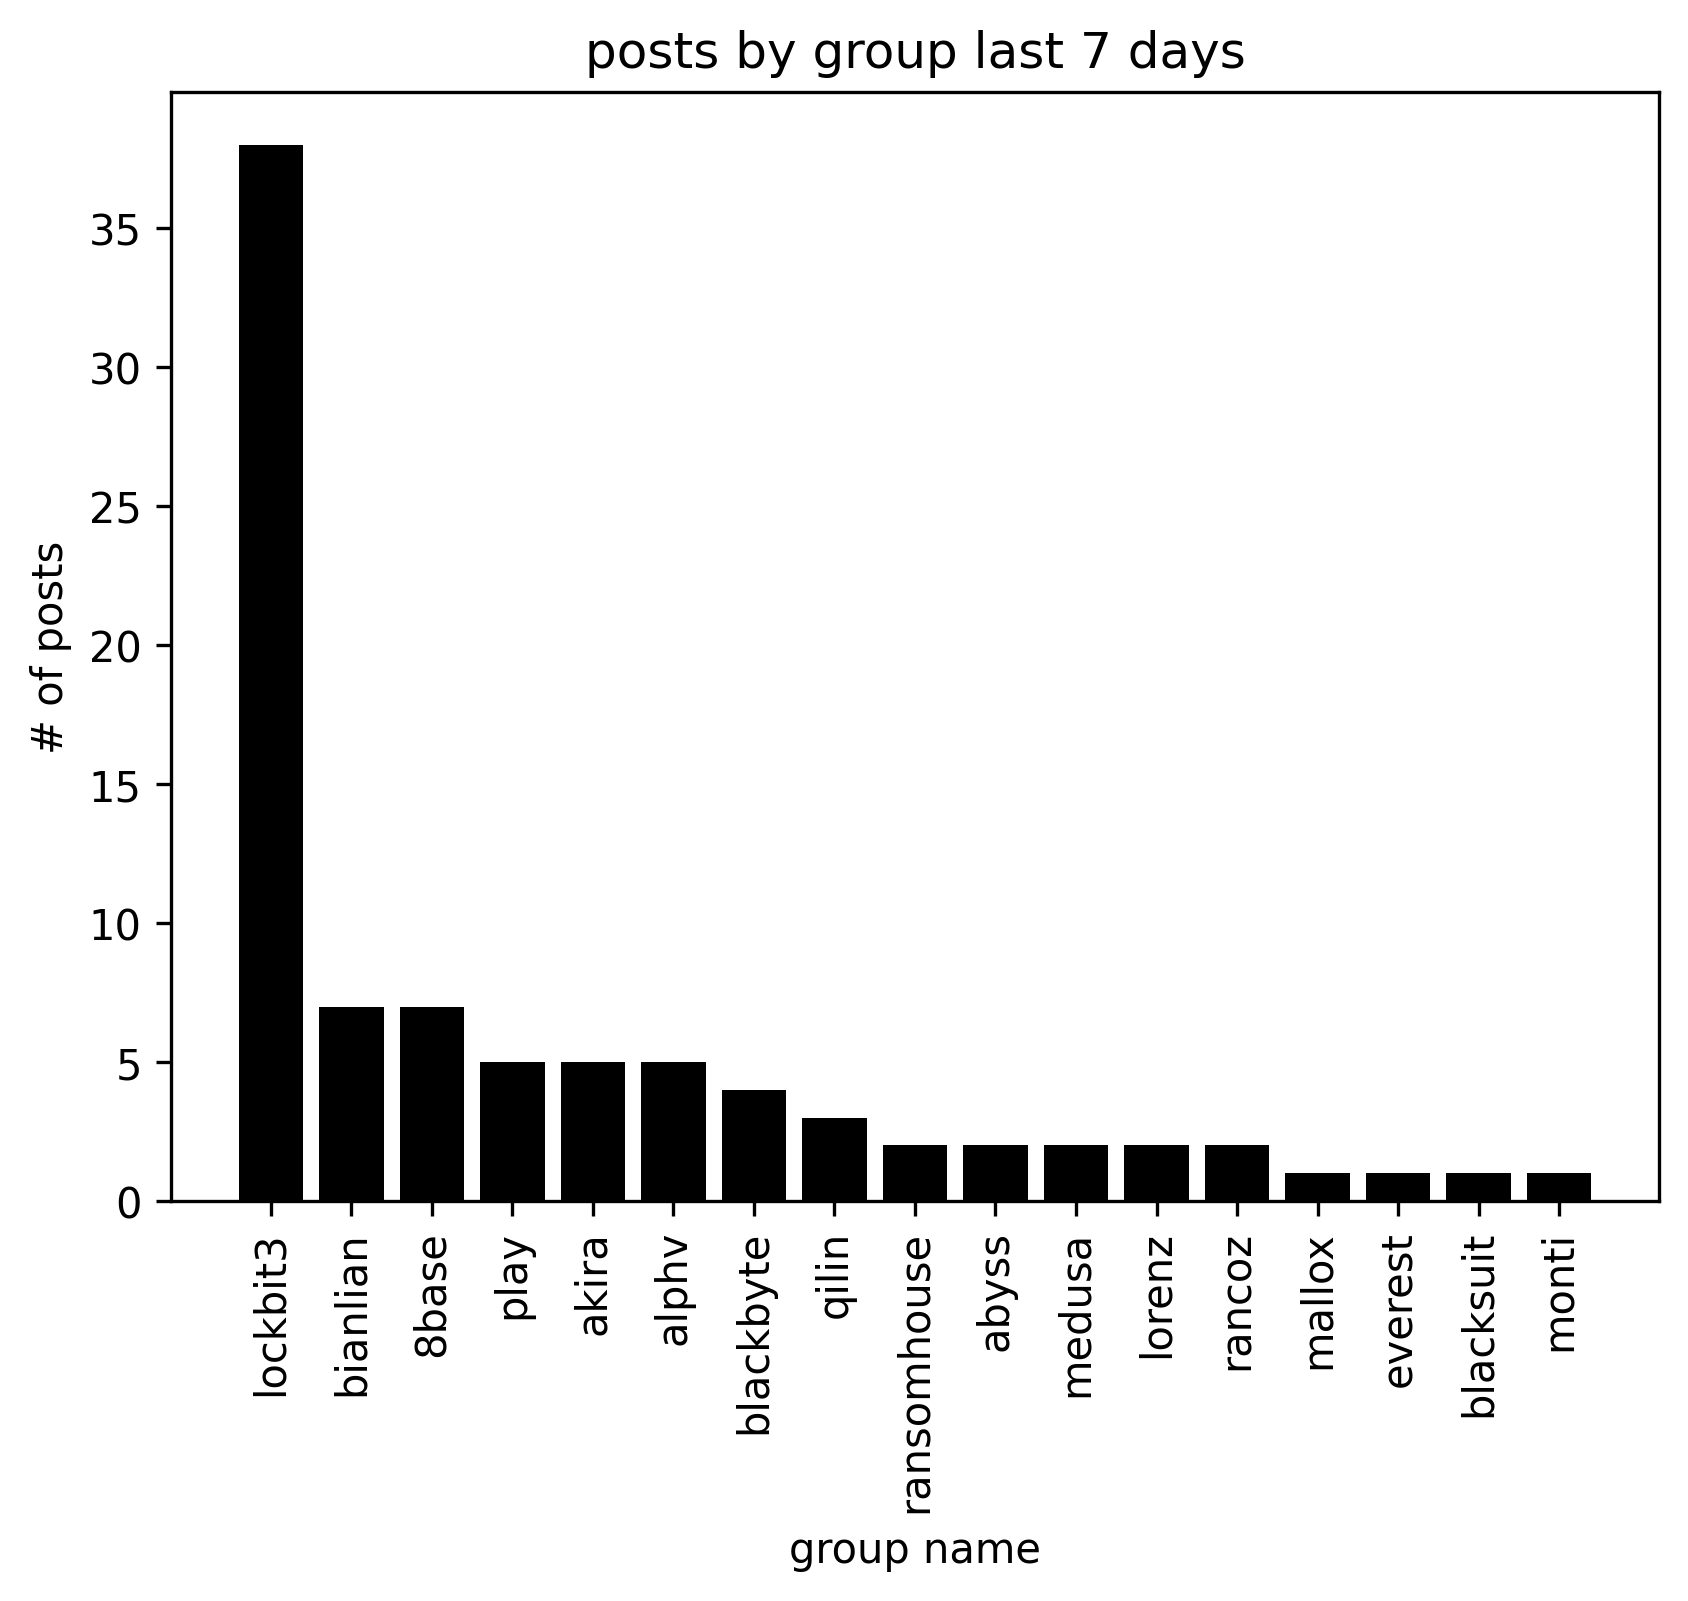 posts by group last 7 days
# of posts
35
30
25
20
15
10
5
0
lockbit3
bianlian
8base
play
akira
alphv
blackbyte
qilin
ransomhouse
abyss
medusa
lorenz
rancoz
mallox
everest
blacksuit
monti
group name